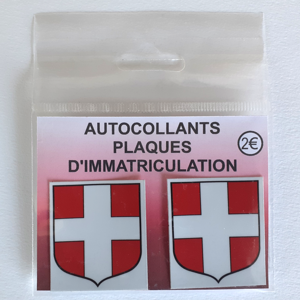 AUTOCOLLANTS
PLAQUES
D'IMMATRICULATION
2€